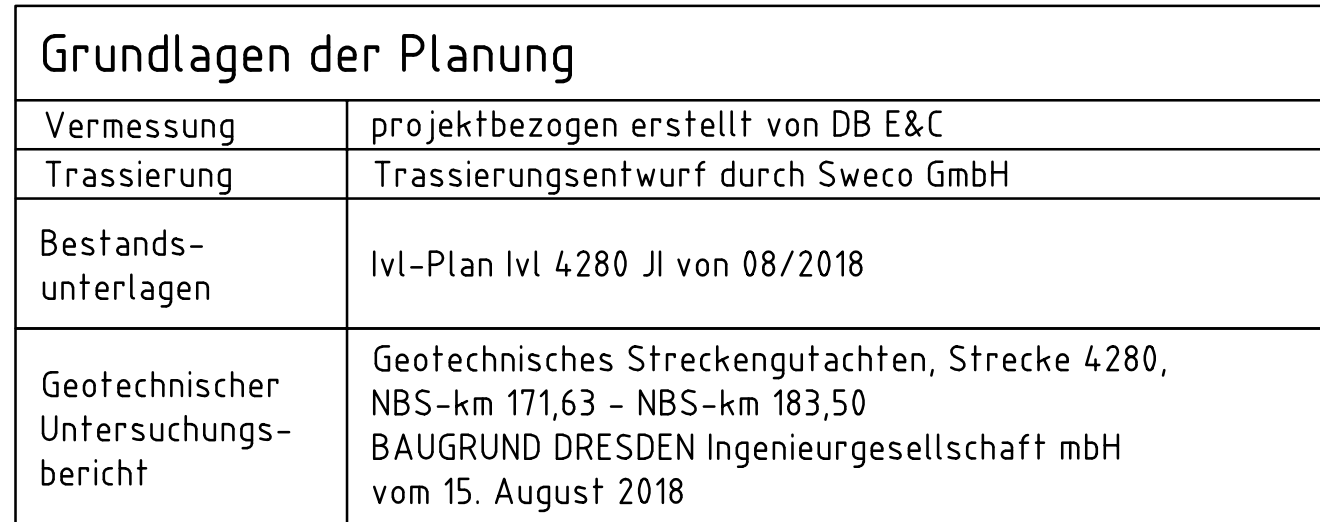 Grundlagen der Planung
Vermessung
projektbezogen erstellt von DB E&C
Trassierung
Trassierungsentwurf durch Sweco GmbH
Bestands-
unterlagen
Ivl-Plan Ivl 4280 JI von 08/2018
Geotechnischer
Untersuchungs-
bericht
Geotechnisches Streckengutachten, Strecke 4280,
NBS-km 171,63 - NBS-km 183,50
BAUGRUND DRESDEN Ingenieurgesellschaft mbH
vom 15. August 2018